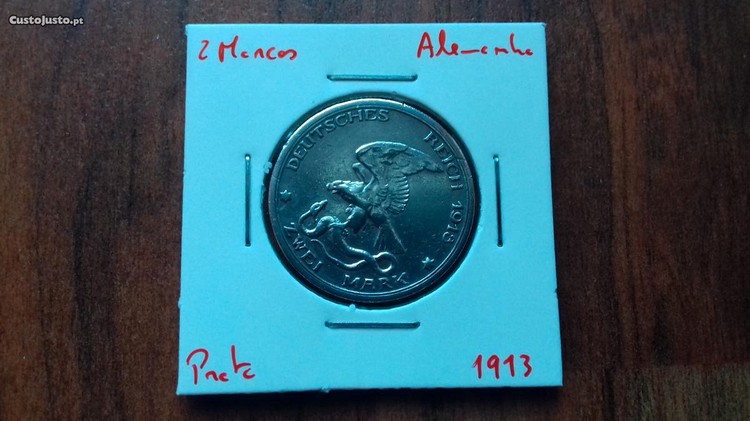 CustoJusto.pt
2 Marcos Alemanha
DEUTSCHES REICH 1913
ZWEI MARK
Prata 1913